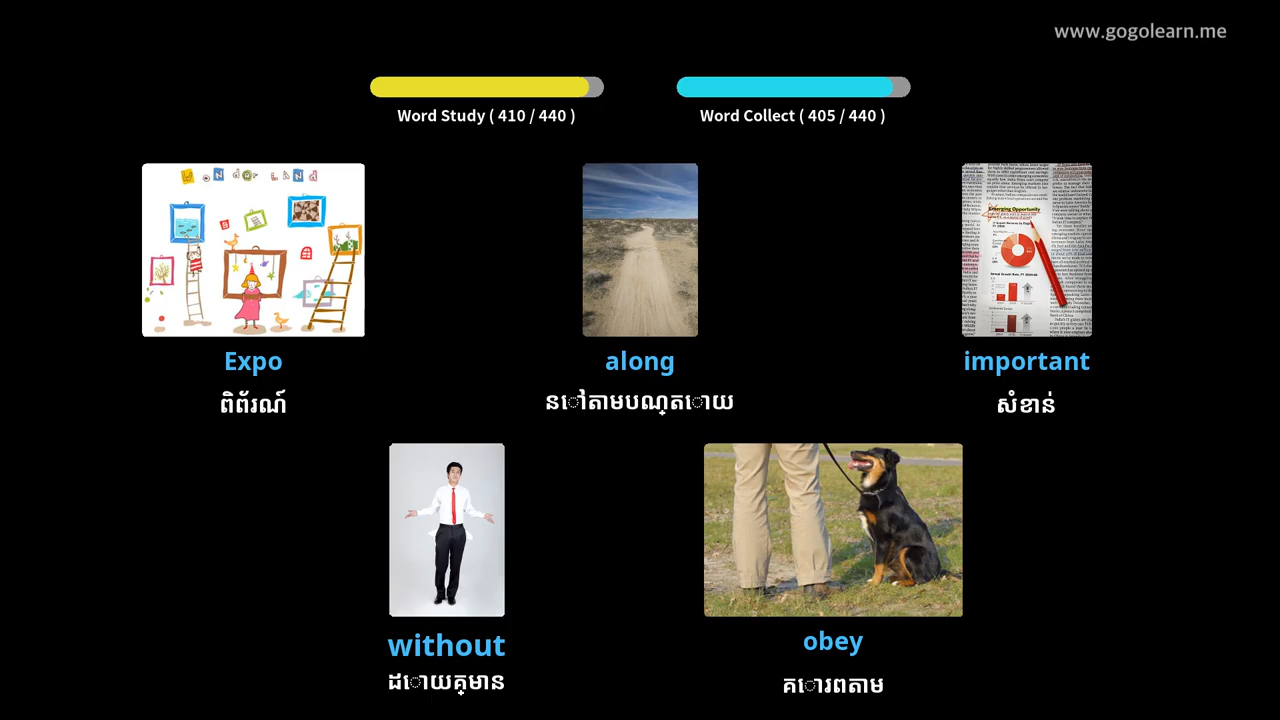 www.gogolearn.me
Word Study ( 410 / 440 )
Word Collect ( 405 / 440 )
Emerging Opportunity
Expo
along
important
ពិព័រណ៍
នៅតាមបណ្តោយ
សំខាន់
without
obey
ដោយគ្មាន
គោរពតាម